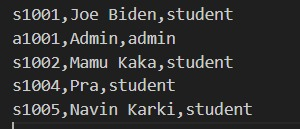 s1001,Joe Biden,student
a1001,Admin,admin
s1002,Mamu Kaka,student
s1004,Pra,student
s1005,Navin Karki,student